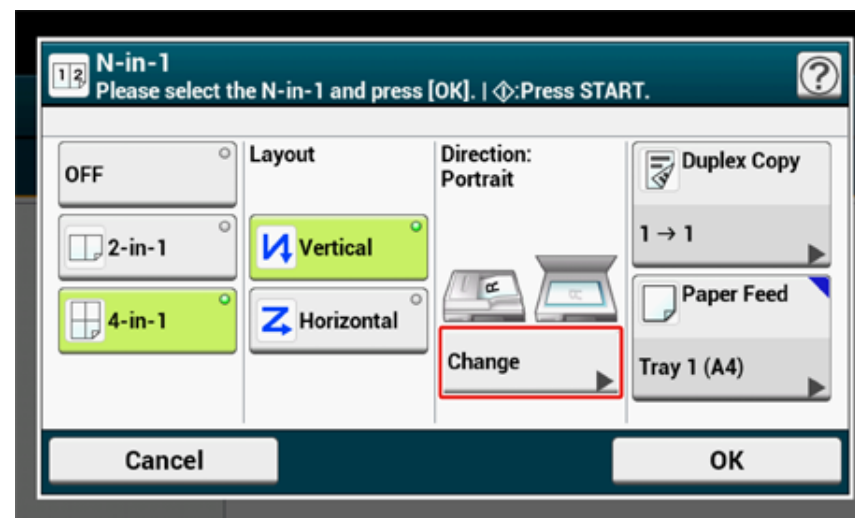 N-in-1
Please select the N-in-1 and press [OK]. | :Press START.
OFF
2-in-1
4-in-1
Layout
Vertical
Horizontal
Direction:
Portrait
Change
Duplex Copy
1 → 1
Paper Feed
Tray 1 (A4)
Cancel
OK